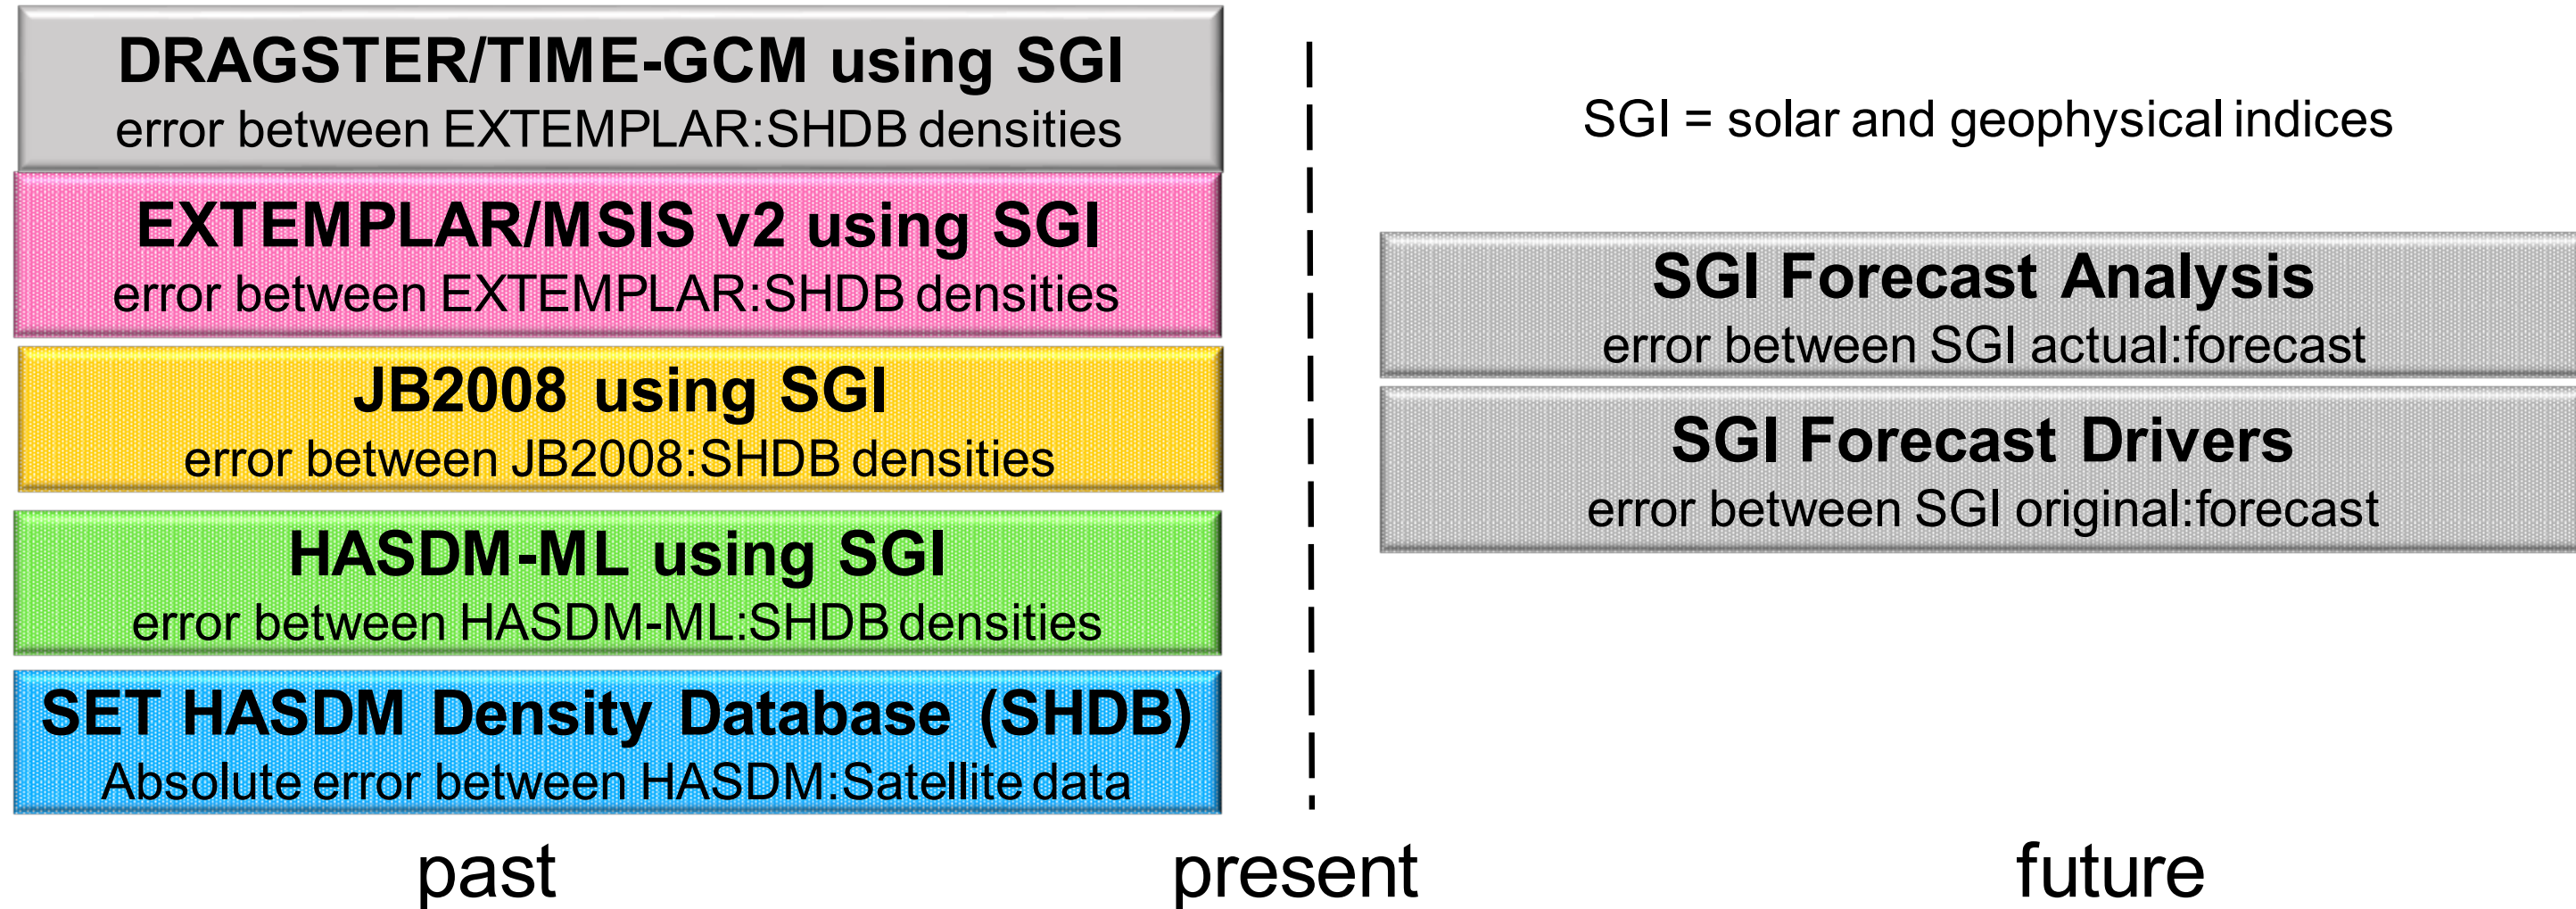 DRAGSTER/TIME-GCM using SGI
error between EXTEMPLAR:SHDB densities
EXTEMPLAR/MSIS v2 using SGI
error between EXTEMPLAR:SHDB densities
JB2008 using SGI
error between JB2008:SHDB densities
HASDM-ML using SGI
error between HASDM-ML:SHDB densities
SET HASDM Density Database (SHDB)
Absolute error between HASDM:Satellite data
SGI = solar and geophysical indices
SGI Forecast Analysis
error between SGI actual:forecast
SGI Forecast Drivers
error between SGI original:forecast
past
present
future